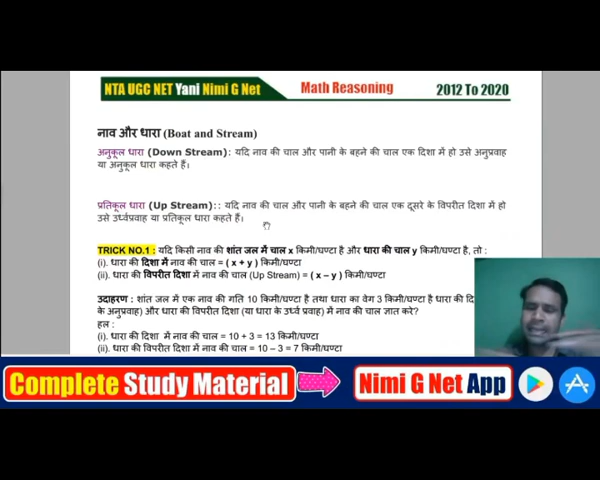 NTA UGC NET Yani Nimi G Net
Math Reasoning
2012 To 2020
नाव और धारा (Boat and Stream)
अनुकूल धारा (Down Stream): यदि नाव की चाल और पानी के बहने की चाल एक दिशा में हो उसे अनुप्रवाह
या अनुकूल धारा कहते हैं।
प्रतिकूल धारा (Up Stream):: यदि नाव की चाल और पानी के बहने की चाल एक दूसरे के विपरीत दिशा में हो
उसे उर्ध्वप्रवाह या प्रतिकूल धारा कहते हैं।
TRICK NO.1 : यदि किसी नाव की शांत जल में चाल x किमी/घण्टा है और धारा की चाल y किमी/घण्टा है, तो :
(i). धारा की दिशा में नाव की चाल = ( x + y) किमी/घण्टा
(ii). धारा की विपरीत दिशा में नाव की चाल (Up Stream) = ( x – y) किमी/घण्टा
उदाहरण : शांत जल में एक नाव की गति 10 किमी/घण्टा है तथा धारा का वेग 3 किमी/घण्टा है धारा की दि
के अनुप्रवाह) और धारा की विपरीत दिशा (या धारा के उर्ध्व प्रवाह) में नाव की चाल ज्ञात करे?
हल :
(i). धारा की दिशा में नाव की चाल = 10 + 3 = 13 किमी/घण्टा
(ii). धारा की विपरीत दिशा में नाव की चाल = 10 – 3 = 7 किमी/घण्टा
Complete Study Material
Nimi G Net App